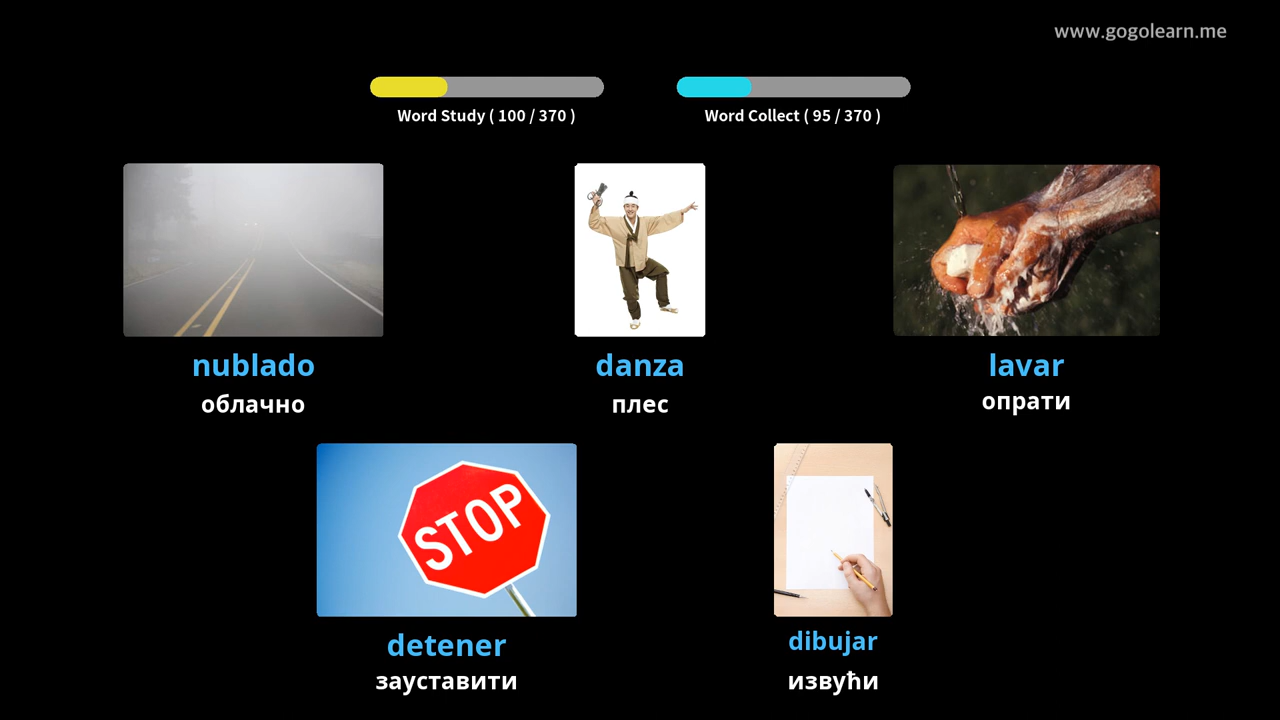 www.gogolearn.me
Word Study ( 100 / 370 )
Word Collect ( 95 / 370 )
nublado
облачно
danza
плес
lavar
опрати
STOP
detener
зауставити
dibujar
извући